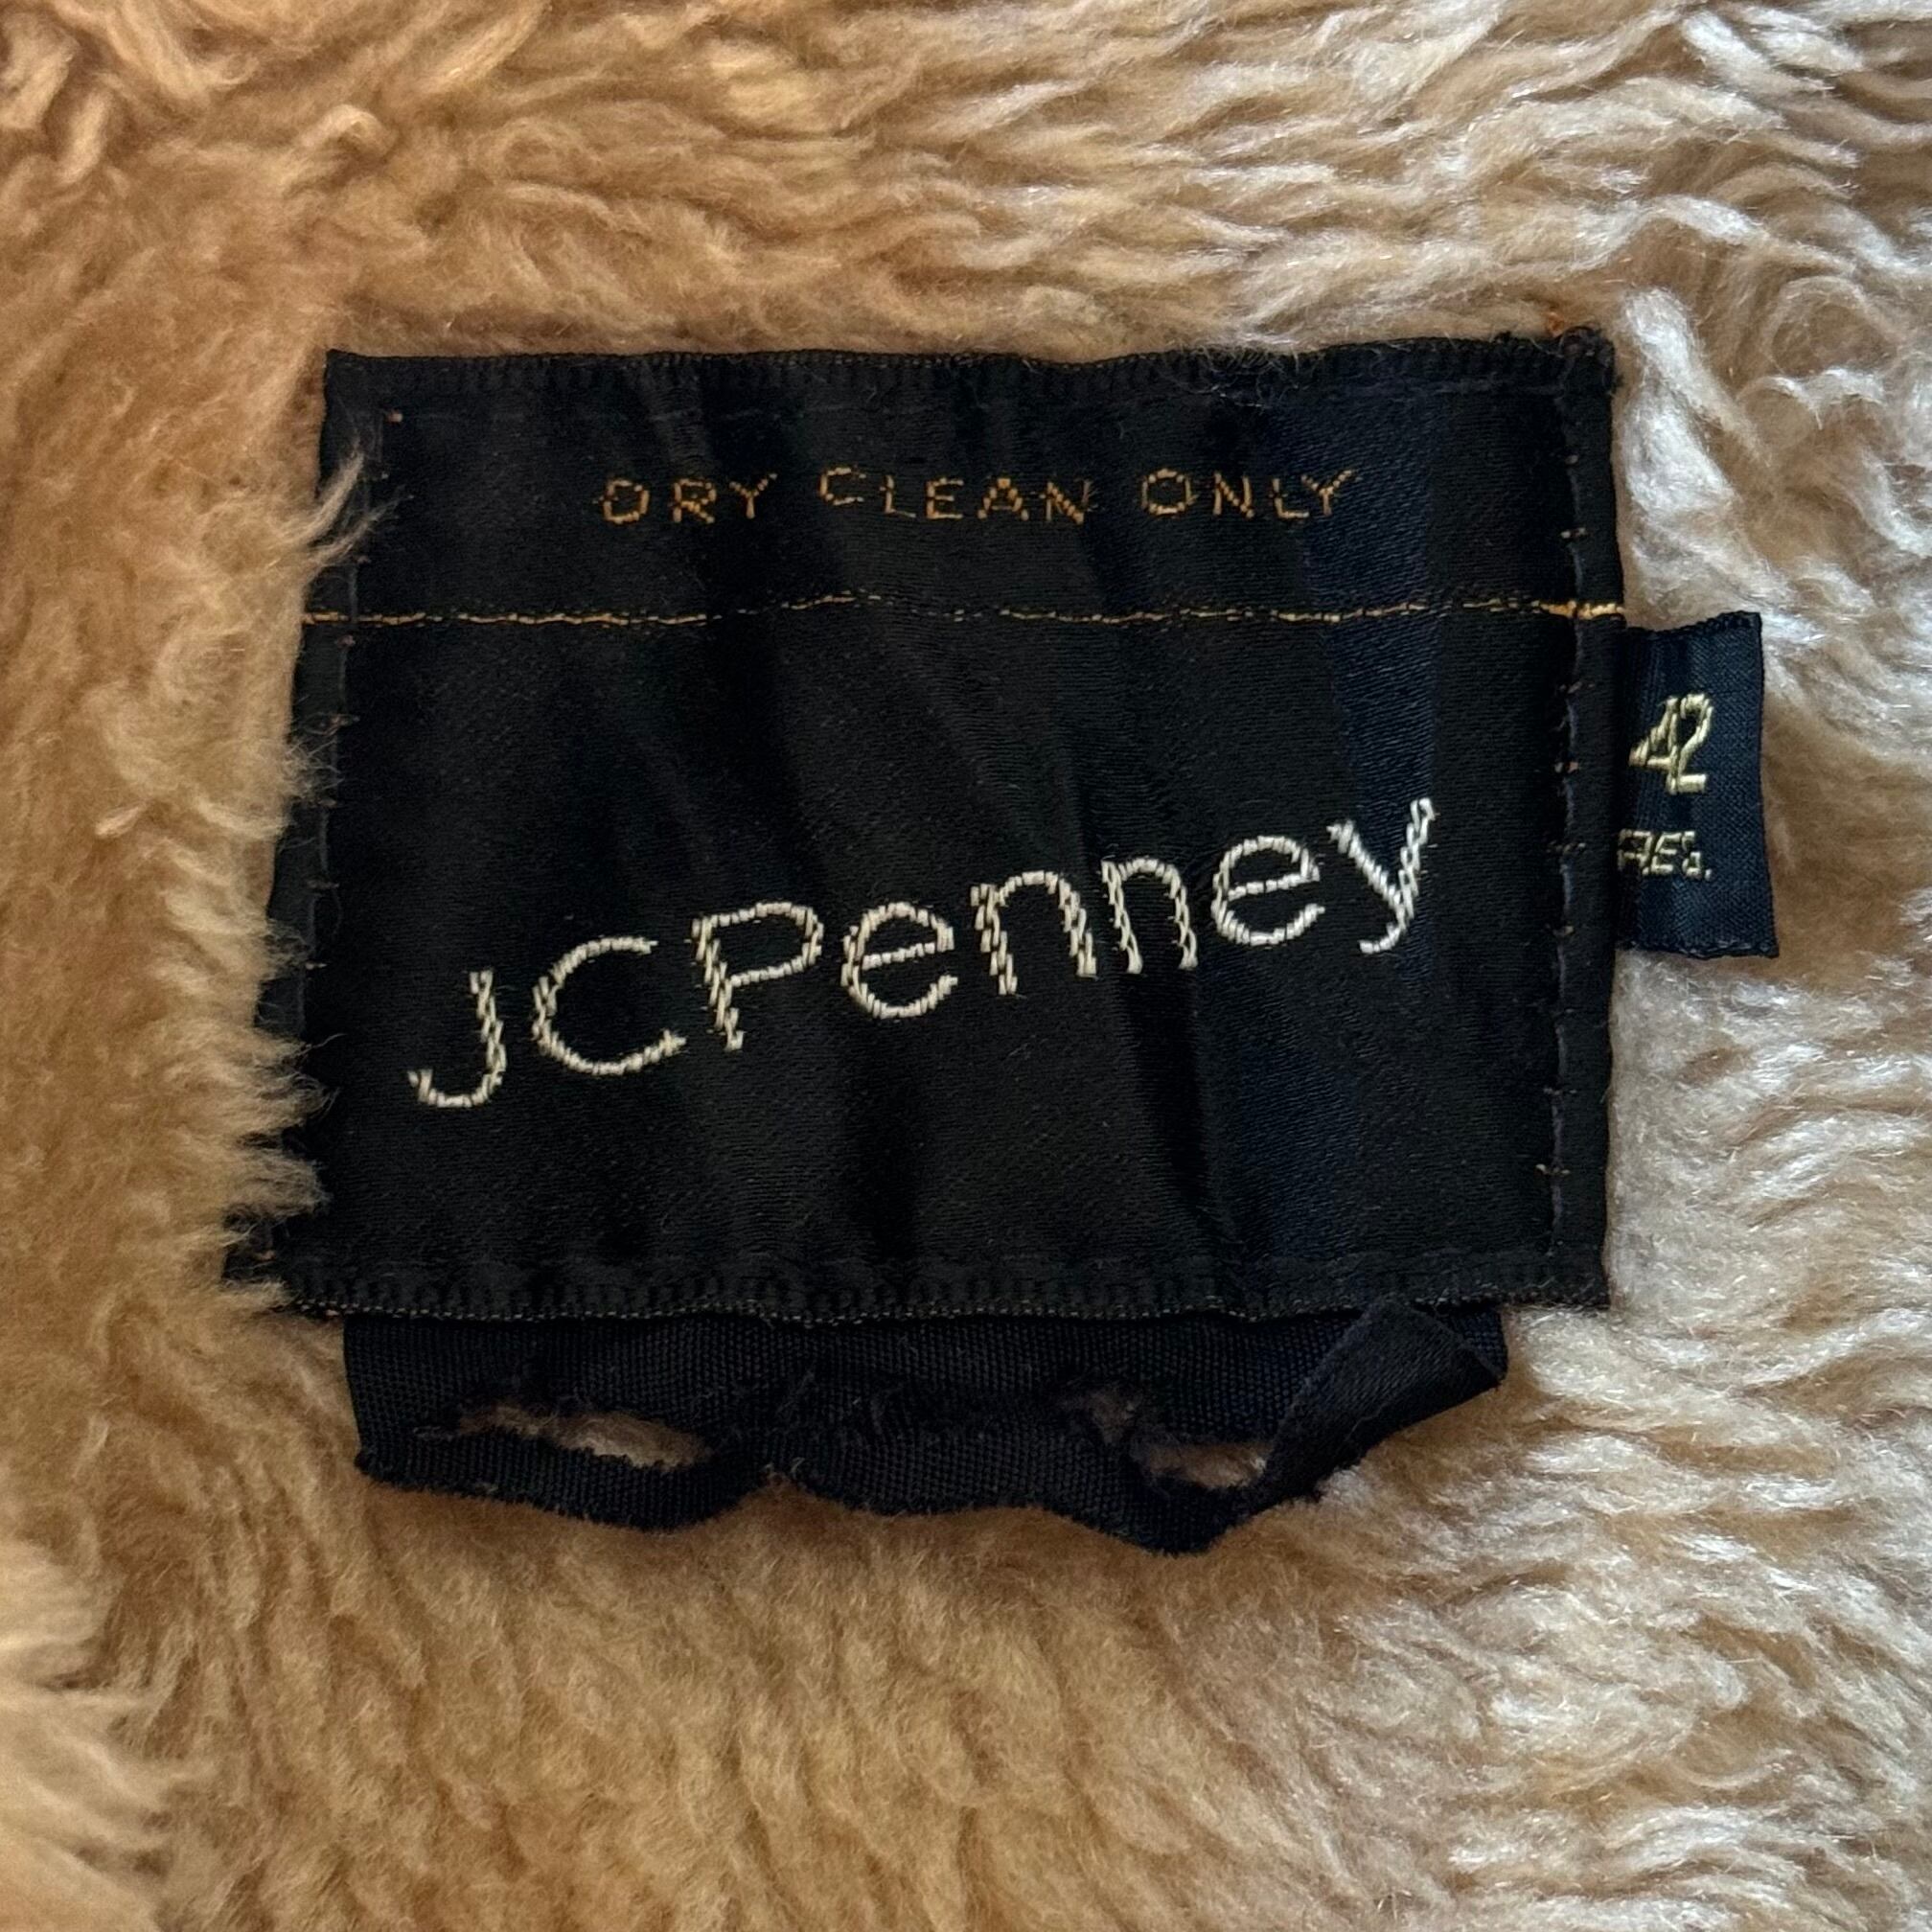 DRY CLEAN ONLY
42
REG.
JCPenney